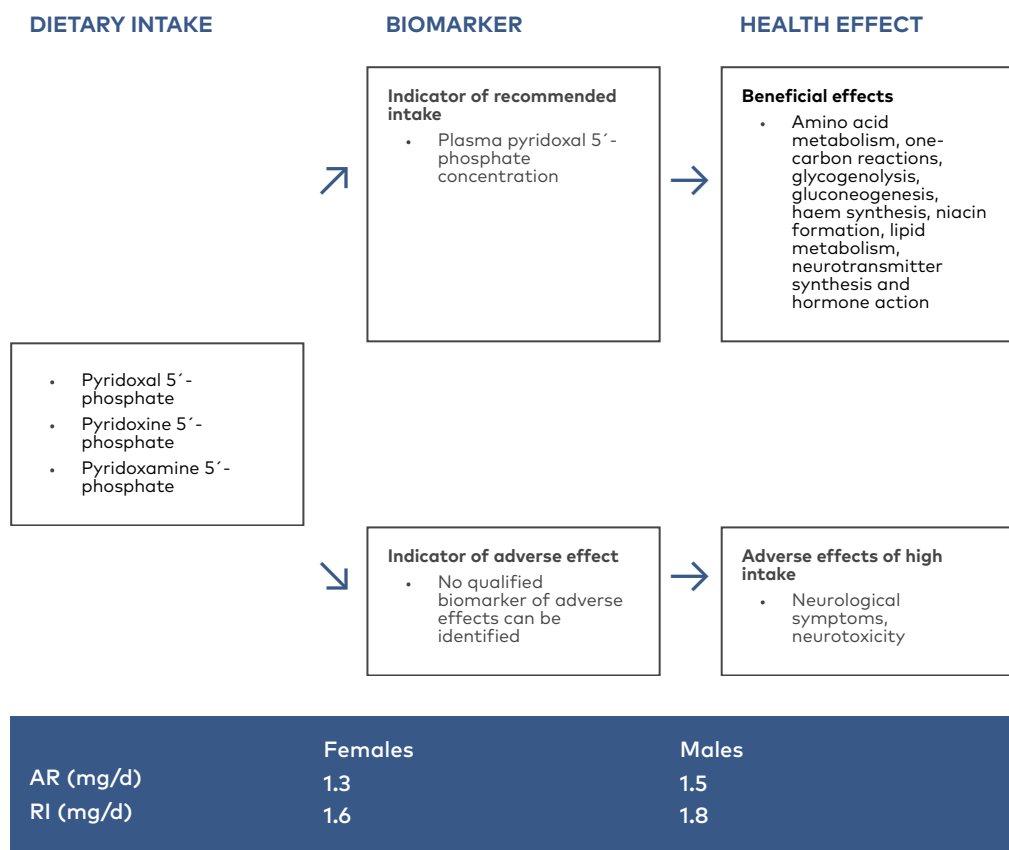 DIETARY INTAKE
BIOMARKER
HEALTH EFFECT
Indicator of recommended
intake
• Plasma pyridoxal 5´-
phosphate
concentration
Beneficial effects
• Amino acid
metabolism, one-
carbon reactions,
glycogenolysis,
gluconeogenesis,
haem synthesis, niacin
formation, lipid
metabolism,
neurotransmitter
synthesis and
hormone action
• Pyridoxal 5´-
phosphate
• Pyridoxine 5´-
phosphate
• Pyridoxamine 5´-
phosphate
Indicator of adverse effect
• No qualified
biomarker of adverse
effects can be
identified
Adverse effects of high
intake
• Neurological
symptoms,
neurotoxicity
Females Males
AR (mg/d) 1.3 1.5
RI (mg/d) 1.6 1.8